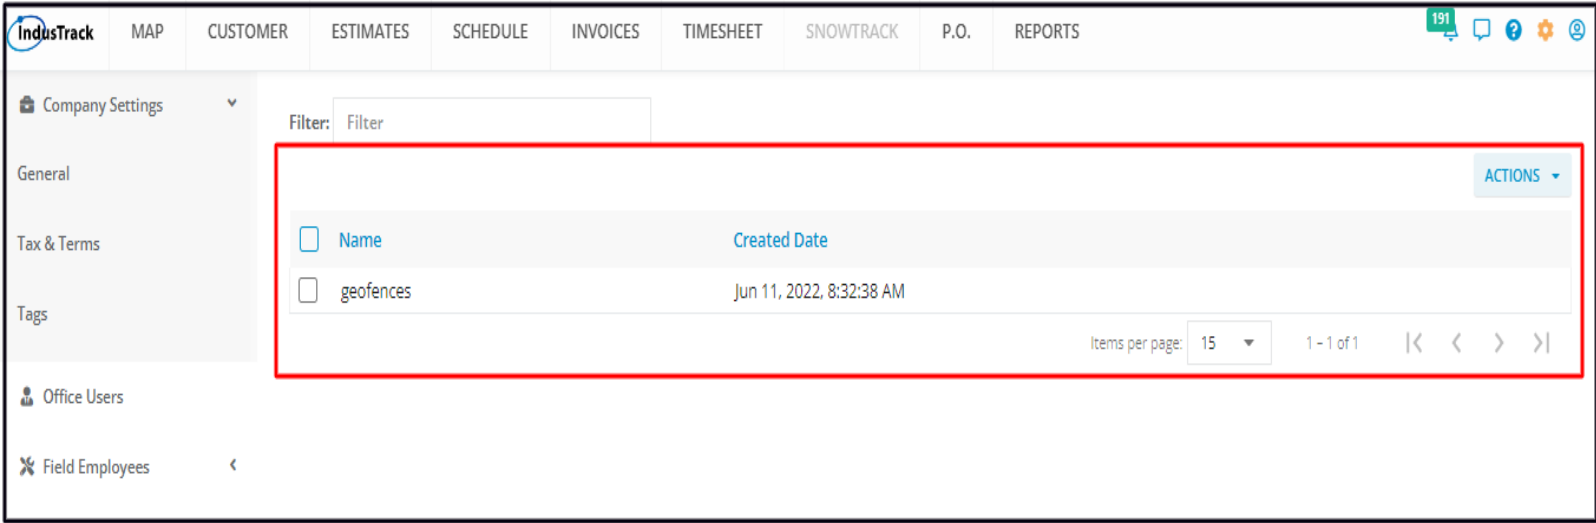 IndusTrack MAP CUSTOMER ESTIMATES SCHEDULE INVOICES TIMESHEET SNOWTRACK P.O. REPORTS 191
Company Settings
General
Tax & Terms
Tags
Office Users
Field Employees
Filter: Filter
ACTIONS
Name Created Date
geofences Jun 11, 2022, 8:32:38 AM
Items per page: 15 1 – 1 of 1